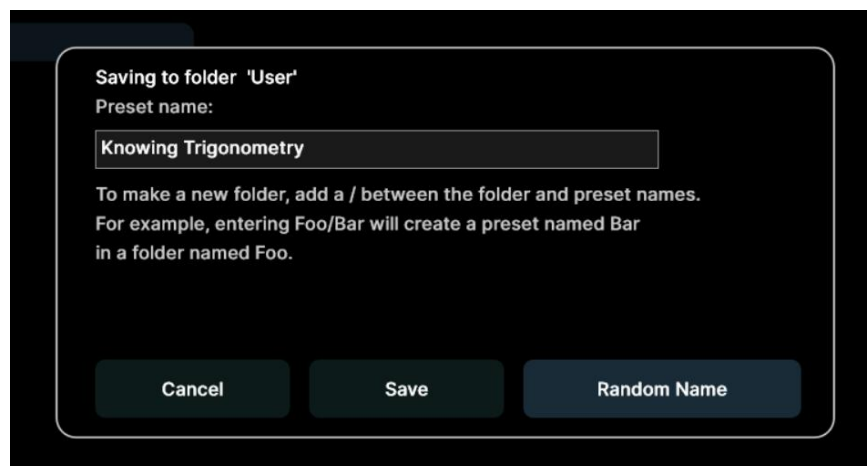 Saving to folder 'User'
Preset name:
Knowing Trigonometry
To make a new folder, add a / between the folder and preset names.
For example, entering Foo/Bar will create a preset named Bar
in a folder named Foo.
Cancel
Save
Random Name